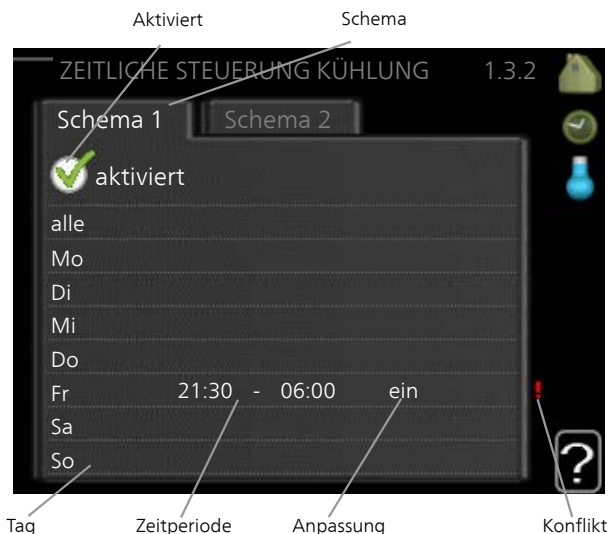 Aktiviert Schema
ZEITLICHE STEUERUNG KÜHLUNG 1.3.2
Schema 1 Schema 2
aktiviert
alle
Mo
Di
Mi
Do
Fr 21:30 - 06:00 ein !
Sa
So
?
Tag Zeitperiode Anpassung Konflikt